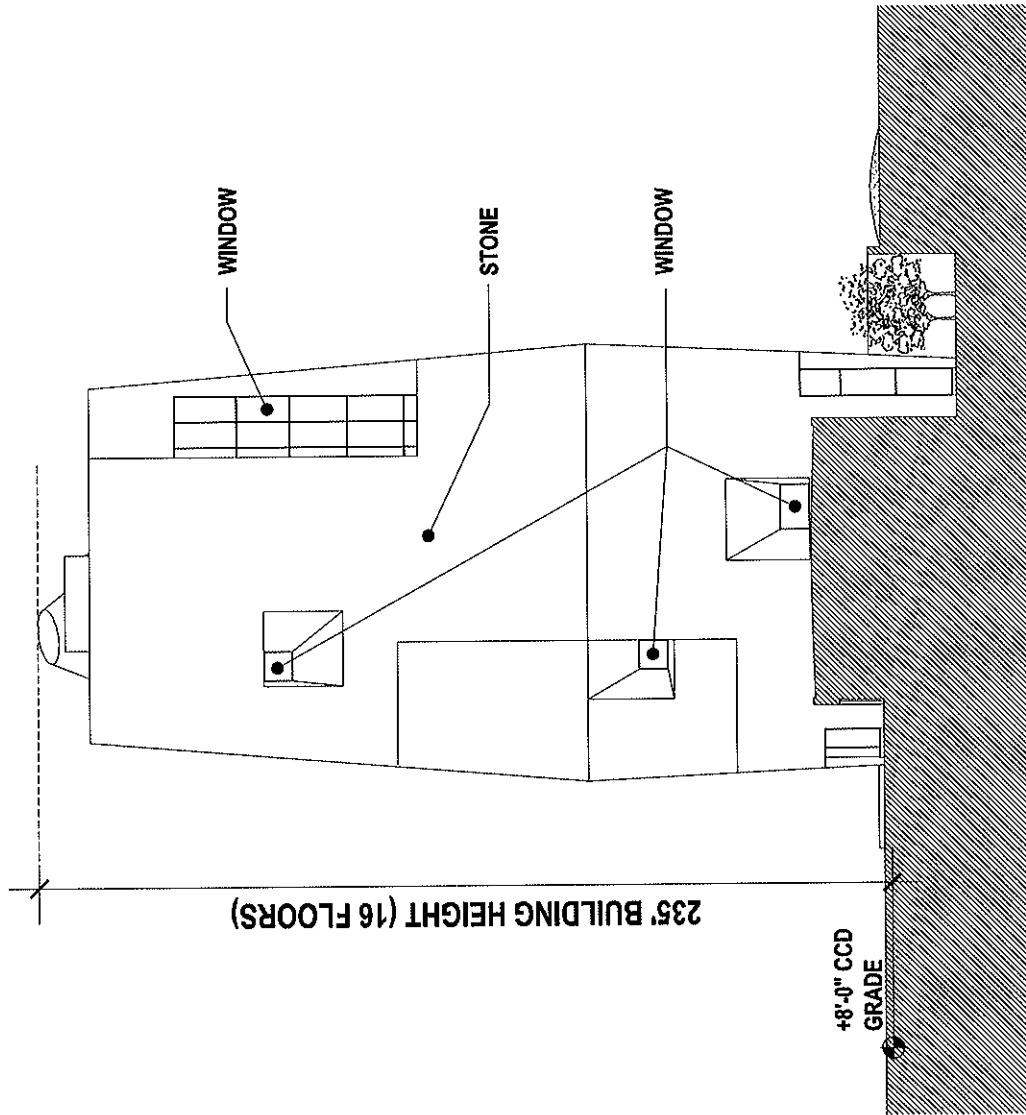 WINDOW
STONE
WINDOW
235' BUILDING HEIGHT (16 FLOORS)
+8'-0" CCD
GRADE